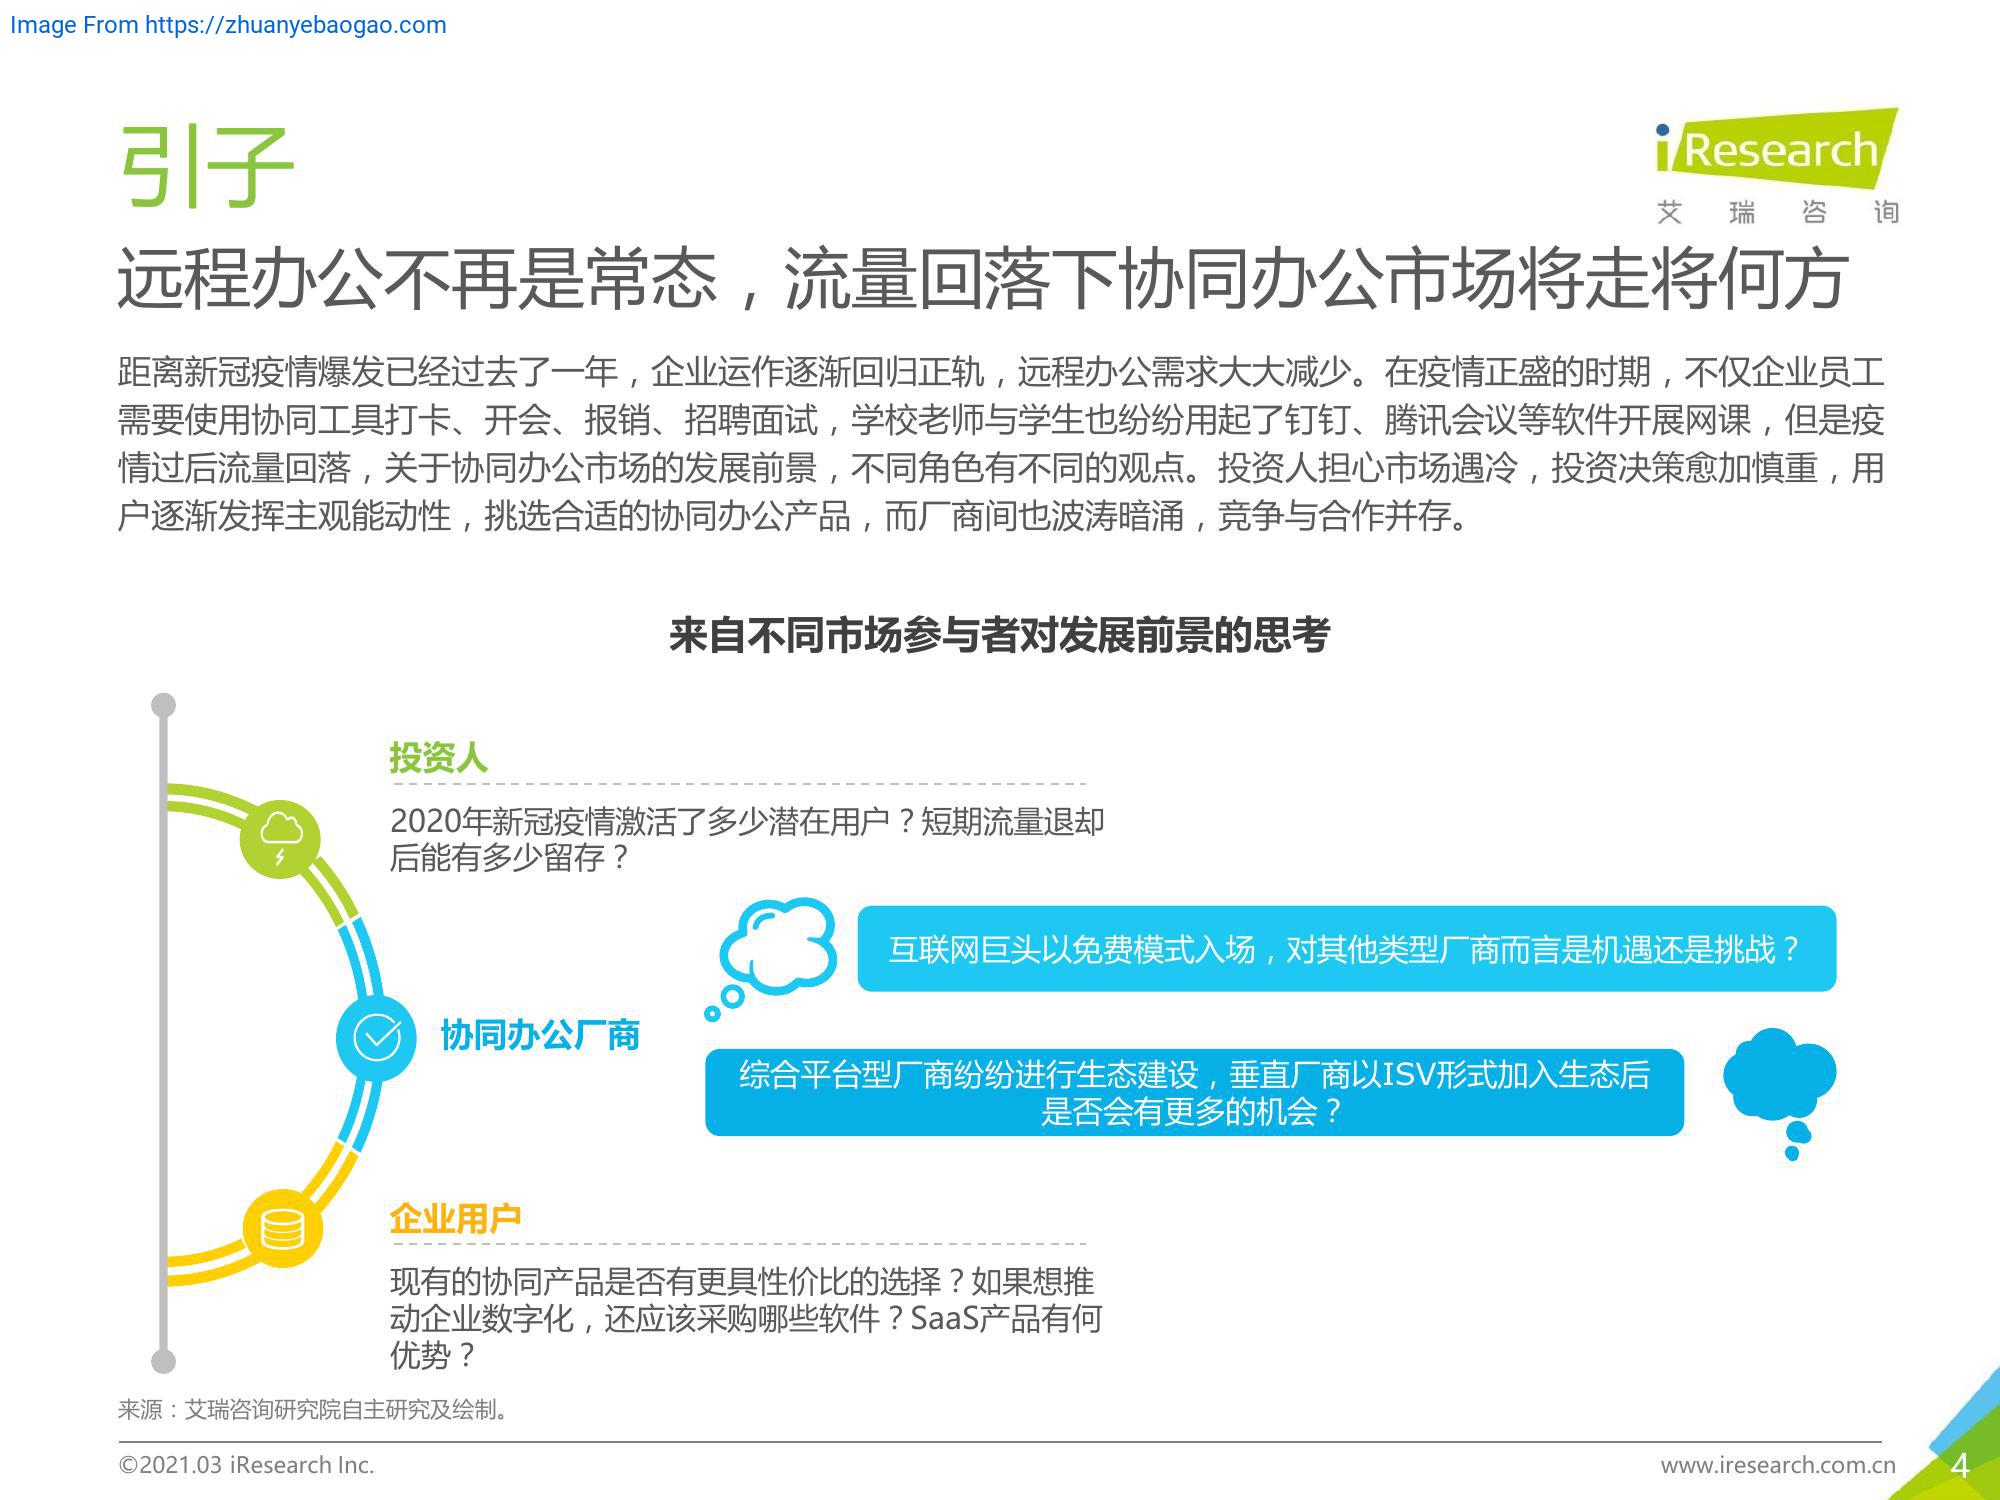 Image From https://zhuanyebaogao.com
引子
iResearch
艾瑞咨询
远程办公不再是常态，流量回落下协同办公市场将走将何方
距离新冠疫情爆发已经过去了一年，企业运作逐渐回归正轨，远程办公需求大大减少。在疫情正盛的时期，不仅企业员工
需要使用协同工具打卡、开会、报销、招聘面试，学校老师与学生也纷纷用起了钉钉、腾讯会议等软件开展网课，但是疫
情过后流量回落，关于协同办公市场的发展前景，不同角色有不同的观点。投资人担心市场遇冷，投资决策愈加慎重，用
户逐渐发挥主观能动性，挑选合适的协同办公产品，而厂商间也波涛暗涌，竞争与合作并存。
来自不同市场参与者对发展前景的思考
投资人
2020年新冠疫情激活了多少潜在用户？短期流量退却
后能有多少留存？
互联网巨头以免费模式入场，对其他类型厂商而言是机遇还是挑战？
协同办公厂商
综合平台型厂商纷纷进行生态建设，垂直厂商以ISV形式加入生态后
是否会有更多的机会？
企业用户
现有的协同产品是否有更具性价比的选择？如果想推
动企业数字化，还应该采购哪些软件？SaaS产品有何
优势？
来源：艾瑞咨询研究院自主研究及绘制。
©2021.03 iResearch Inc.
www.iresearch.com.cn
4